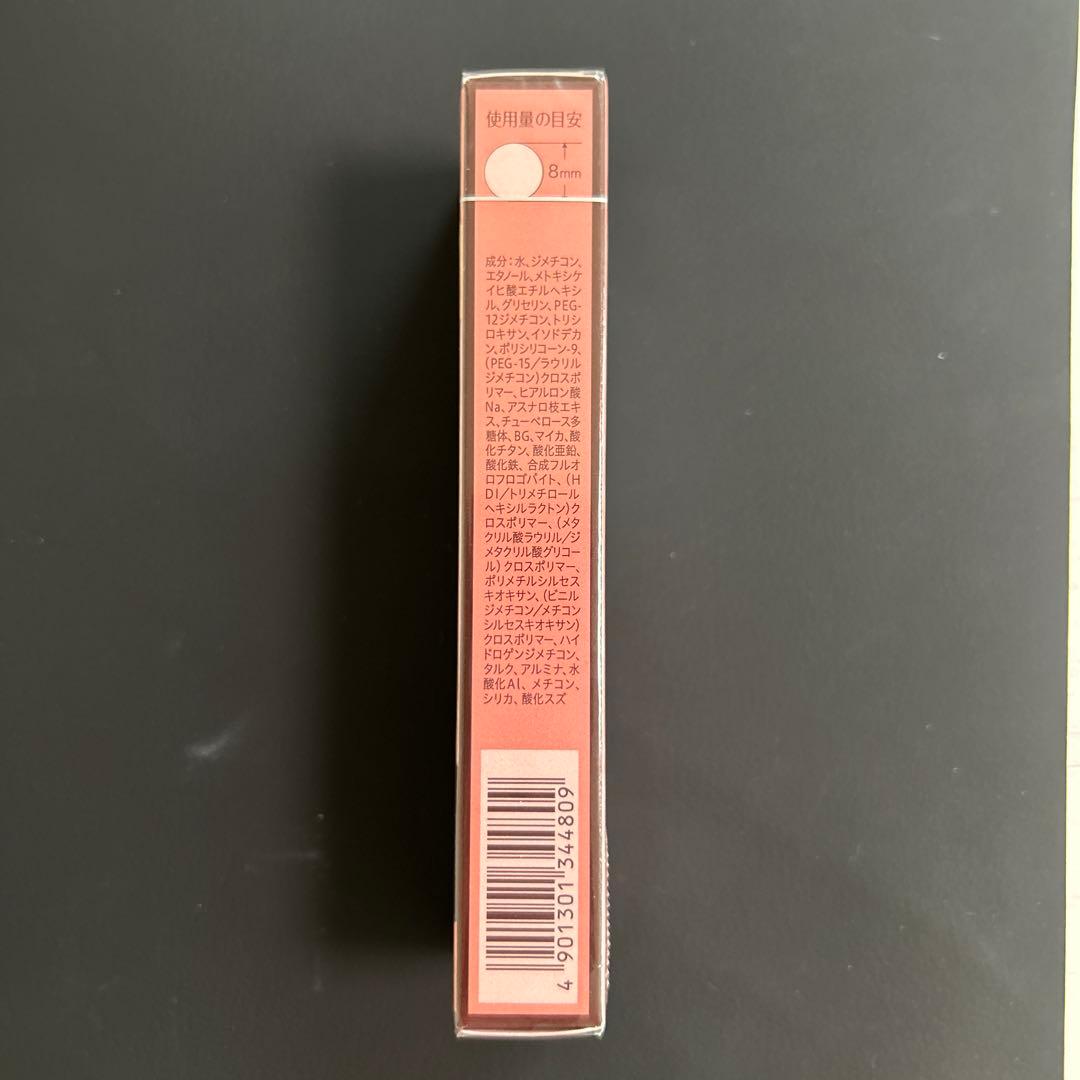 使用量の目安
8mm
成分：水、ジメチコン、
エタノール、メトキシケ
イヒ酸エチルヘキシ
ル、グリセリン、PEG-
12ジメチコン、トリシ
ロキサン、イソドデカ
ン、ポリシリコーン-9、
(PEG-15/ラウリル
ジメチコン)クロスポ
リマー、ヒアルロン酸
Na、アスナロ枝エキ
ス、チューベロース多
糖体、BG、マイカ、酸
化チタン、酸化亜鉛、
酸化鉄、合成フルオ
ロフロゴパイト、(H
DI/トリメチロール
ヘキシルラクトン)ク
ロスポリマー、(メタ
クリル酸ラウリル/ジ
メタクリル酸グリコー
ル)クロスポリマー、
ポリメチルシルセス
キオキサン、(ビニル
ジメチコン/メチコン
シルセスキオキサン)
クロスポリマー、ハイ
ドロゲンジメチコン、
タルク、アルミナ、水
酸化Al、メチコン、
シリカ、酸化スズ
4 901301 344809